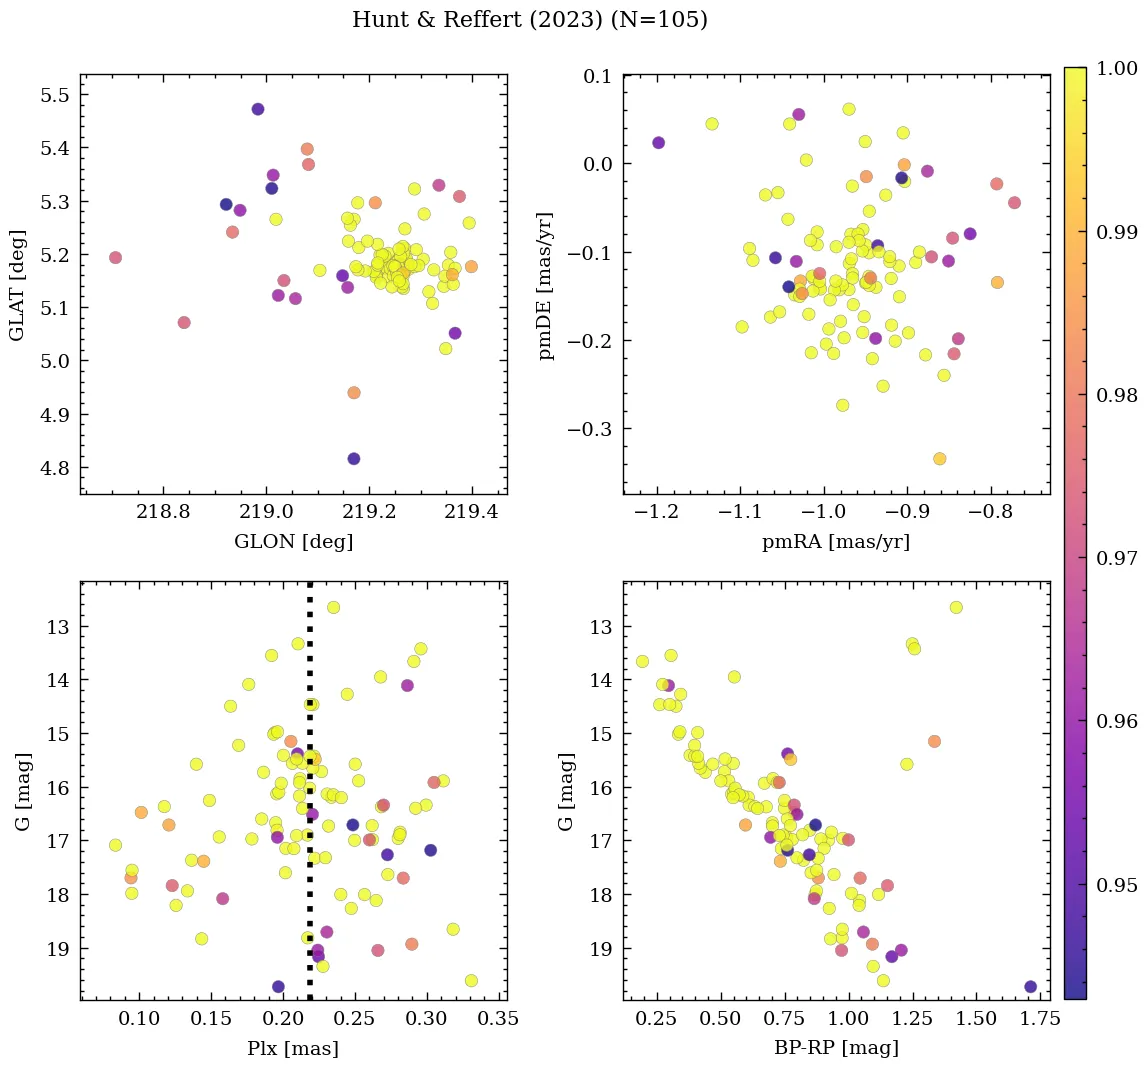 Hunt & Reffert (2023) (N=105)
5.5
5.4
5.3
5.2
5.1
5.0
4.9
4.8
GLAT [deg]
218.8 219.0 219.2 219.4
GLON [deg]
0.1
0.0
−0.1
−0.2
−0.3
pmDE [mas/yr]
−1.2 −1.1 −1.0 −0.9 −0.8
pmRA [mas/yr]
13
14
15
16
17
18
19
G [mag]
0.10 0.15 0.20 0.25 0.30 0.35
Plx [mas]
13
14
15
16
17
18
19
G [mag]
0.25 0.50 0.75 1.00 1.25 1.50 1.75
BP-RP [mag]
1.00
0.99
0.98
0.97
0.96
0.95